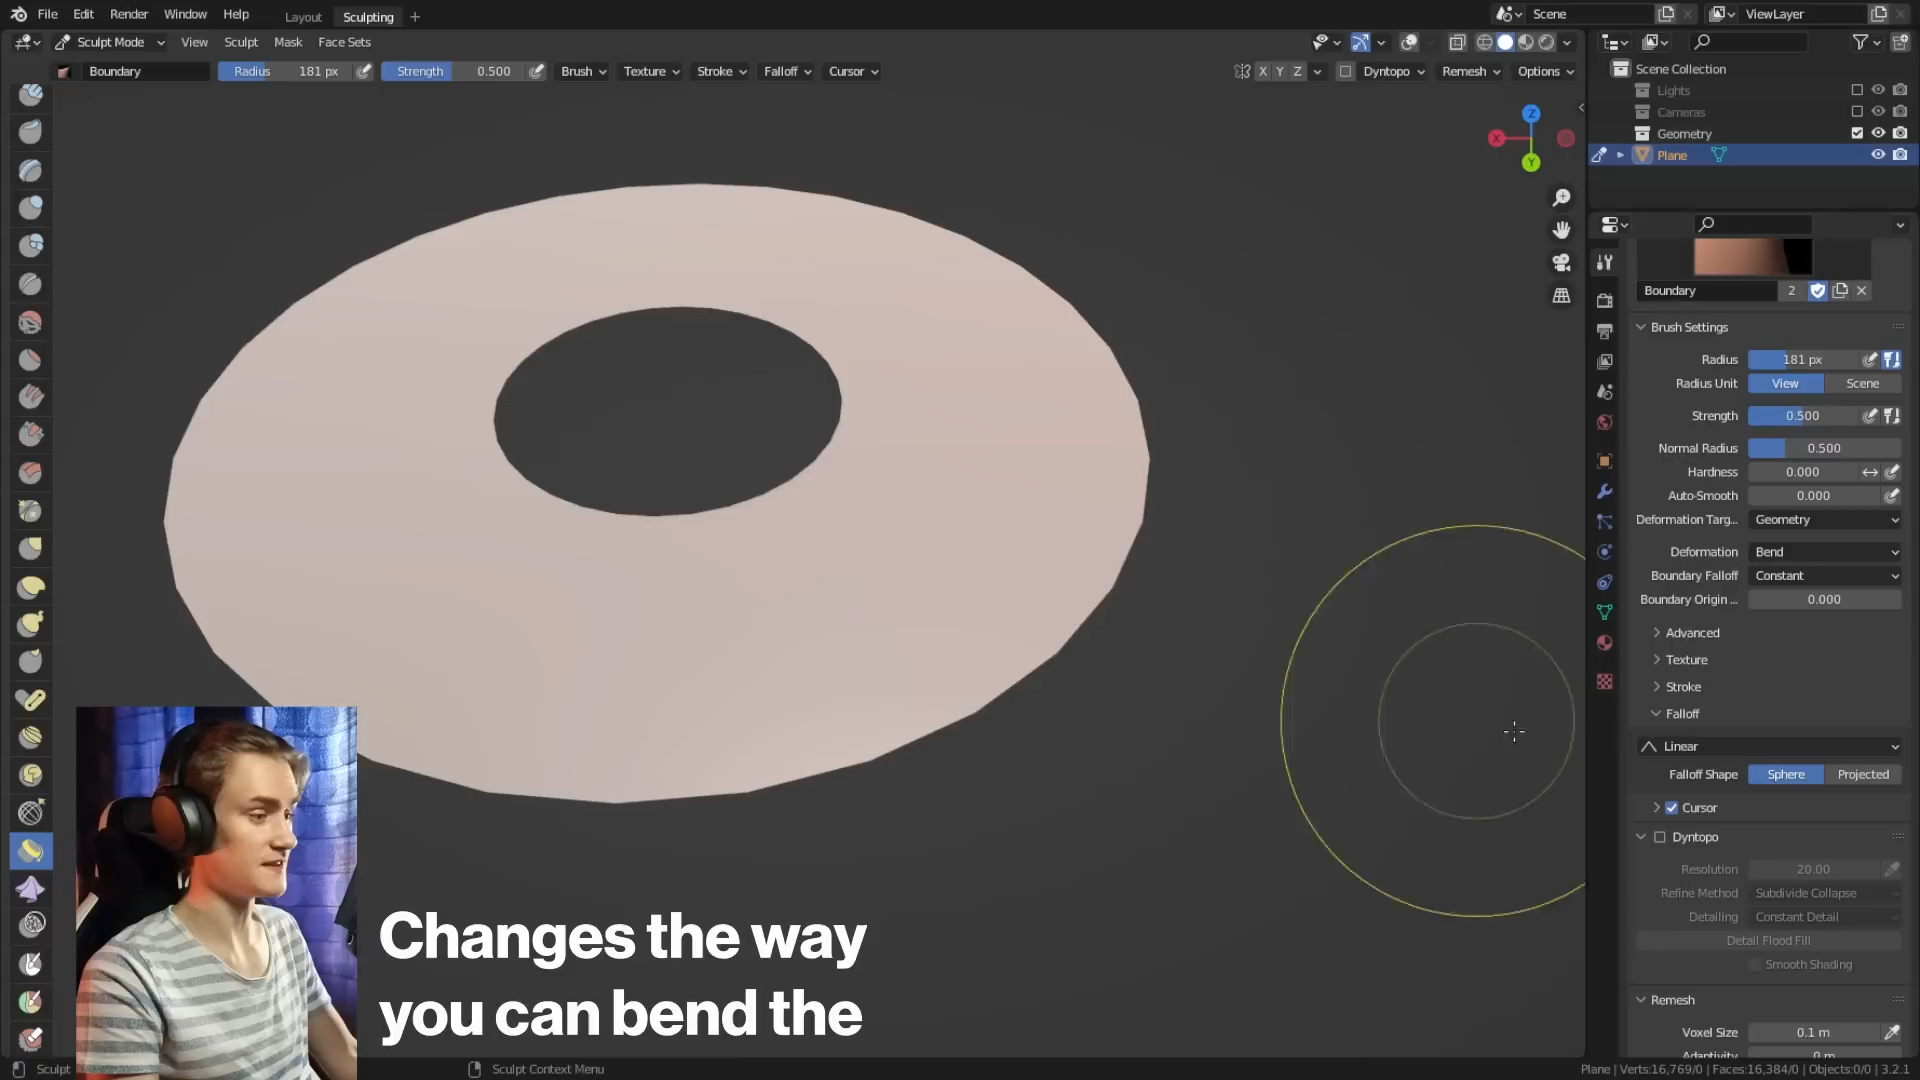 File Edit Render Window Help Layout Sculpting + Scene ViewLayer
Sculpt Mode View Sculpt Mask Face Sets
Boundary Radius 181 px Strength 0.500 Brush Texture Stroke Falloff Cursor X Y Z Dyntopo Remesh Options
Scene Collection
Lights
Cameras
Geometry
Plane
Z
X
Y
Boundary 2
Brush Settings
Radius 181 px
Radius Unit View Scene
Strength 0.500
Normal Radius 0.500
Hardness 0.000
Auto-Smooth 0.000
Deformation Targ... Geometry
Deformation Bend
Boundary Falloff Constant
Boundary Origin ... 0.000
Advanced
Texture
Stroke
Falloff
Linear
Falloff Shape Sphere Projected
Cursor
Dyntopo
Resolution 20.00
Refine Method Subdivide Collapse
Detailing Constant Detail
Detail Flood Fill
Smooth Shading
Remesh
Voxel Size 0.1 m
Adaptivity 0 m
Changes the way
you can bend the
Sculpt Sculpt Context Menu Plane | Verts:16,769/0 | Faces:16,384/0 | Objects:0/0 | 3.2.1